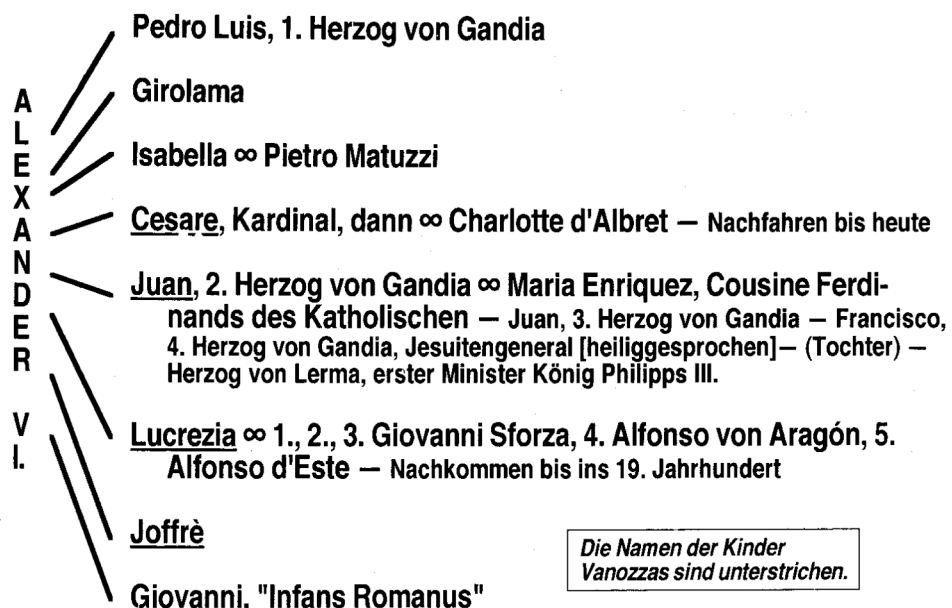 ALEXANDER VI.
Pedro Luis, 1. Herzog von Gandia
Girolama
Isabella ∞ Pietro Matuzzi
Cesare, Kardinal, dann ∞ Charlotte d'Albret — Nachfahren bis heute
Juan, 2. Herzog von Gandia ∞ Maria Enriquez, Cousine Ferdi-
nands des Katholischen — Juan, 3. Herzog von Gandia — Francisco,
4. Herzog von Gandia, Jesuitengeneral [heiliggesprochen]— (Tochter) —
Herzog von Lerma, erster Minister König Philipps III.
Lucrezia ∞ 1., 2., 3. Giovanni Sforza, 4. Alfonso von Aragón, 5.
Alfonso d'Este — Nachkommen bis ins 19. Jahrhundert
Joffrè
Giovanni, "Infans Romanus"
Die Namen der Kinder
Vanozzas sind unterstrichen.